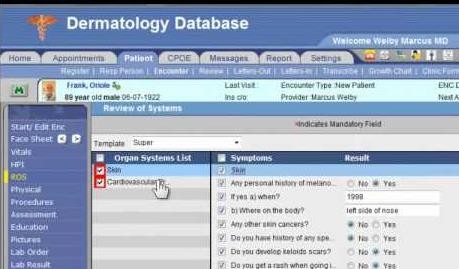 Dermatology Database
Welcome Welby Marcus MD
Home Appointments Patient CPOE Messages Report Settings
Register | Resp Person | Encounter | Review | Letters-Out | Letters-In | Transcribe | Growth Chart | Clinic Form
M Frank, Oriole Last Visit: Encounter Type :New Patient ENC D
89 year old male 06-07-1922 Ins c/o: Provider :Marcus Welby Next A
Review of Systems
*Indicates Mandatory Field
Start/ Edit Enc
Face Sheet
Vitals
HPI
ROS
Physical
Procedures
Assessment
Education
Pictures
Lab Order
Lab Result
Template Super
Organ Systems List
Skin
Cardiovascular
Symptoms Result
Skin
Any personal history of melano... No Yes
If yes a) when? 1998
b) Where on the body? left side of nose
Any other skin cancers? No Yes
Do you have history of any spe... No Yes
Do you develop keloids scars? No Yes
Do you get a rash when going i... No Yes